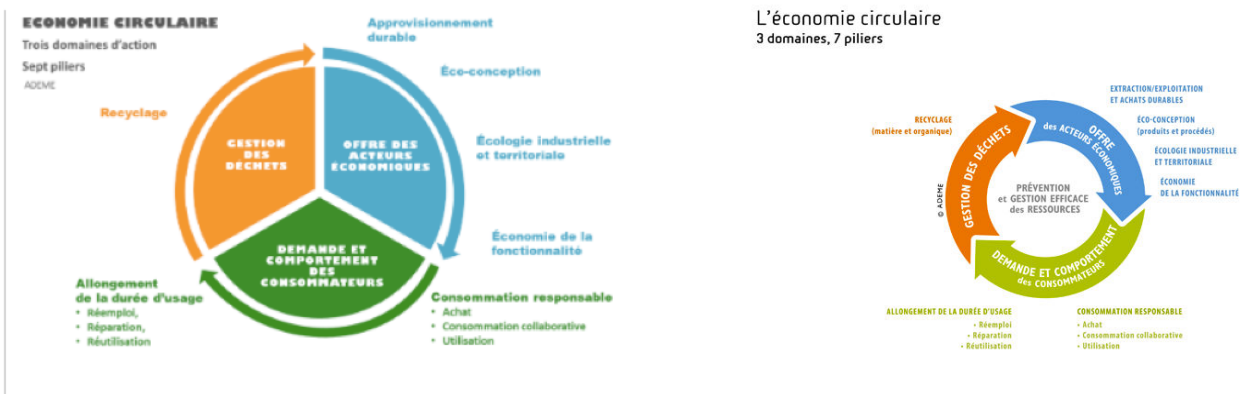 ECONOMIE CIRCULAIRE
Trois domaines d'action
Sept piliers
ADEME
Approvisionnement
durable
Éco-conception
Écologie industrielle
et territoriale
Économie de la
fonctionnalité
Recyclage
GESTION
DES
DÉCHETS
OFFRE DES
ACTEURS
ÉCONOMIQUES
DEMANDE ET
COMPORTEMENT
DES
CONSOMMATEURS
Allongement
de la durée d'usage
• Réemploi,
• Réparation,
• Réutilisation
Consommation responsable
• Achat
• Consommation collaborative
• Utilisation
L'économie circulaire
3 domaines, 7 piliers
EXTRACTION/EXPLOITATION
ET ACHATS DURABLES
ÉCO-CONCEPTION
(produits et procédés)
ÉCOLOGIE INDUSTRIELLE
ET TERRITORIALE
ÉCONOMIE
DE LA FONCTIONNALITÉ
RECYCLAGE
(matière et organique)
GESTION DES DÉCHETS
OFFRE
des ACTEURS ÉCONOMIQUES
PRÉVENTION
et GESTION EFFICACE
des RESSOURCES
DEMANDE ET COMPORTEMENT
des CONSOMMATEURS
© ADEME
ALLONGEMENT DE LA DURÉE D'USAGE
• Réemploi
• Réparation
• Réutilisation
CONSOMMATION RESPONSABLE
• Achat
• Consommation collaborative
• Utilisation